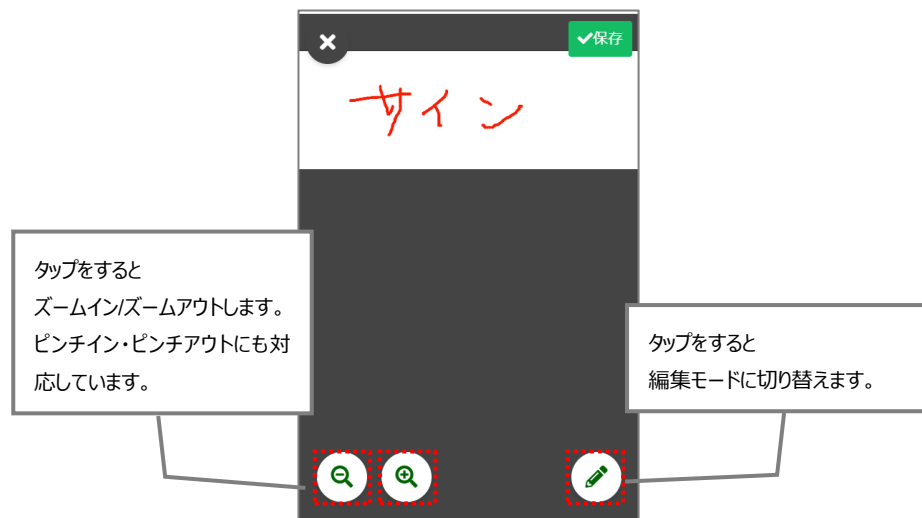 保存
サイン
タップをすると
ズームイン/ズームアウトします。
ピンチイン・ピンチアウトにも対
応しています。
タップをすると
編集モードに切り替えます。